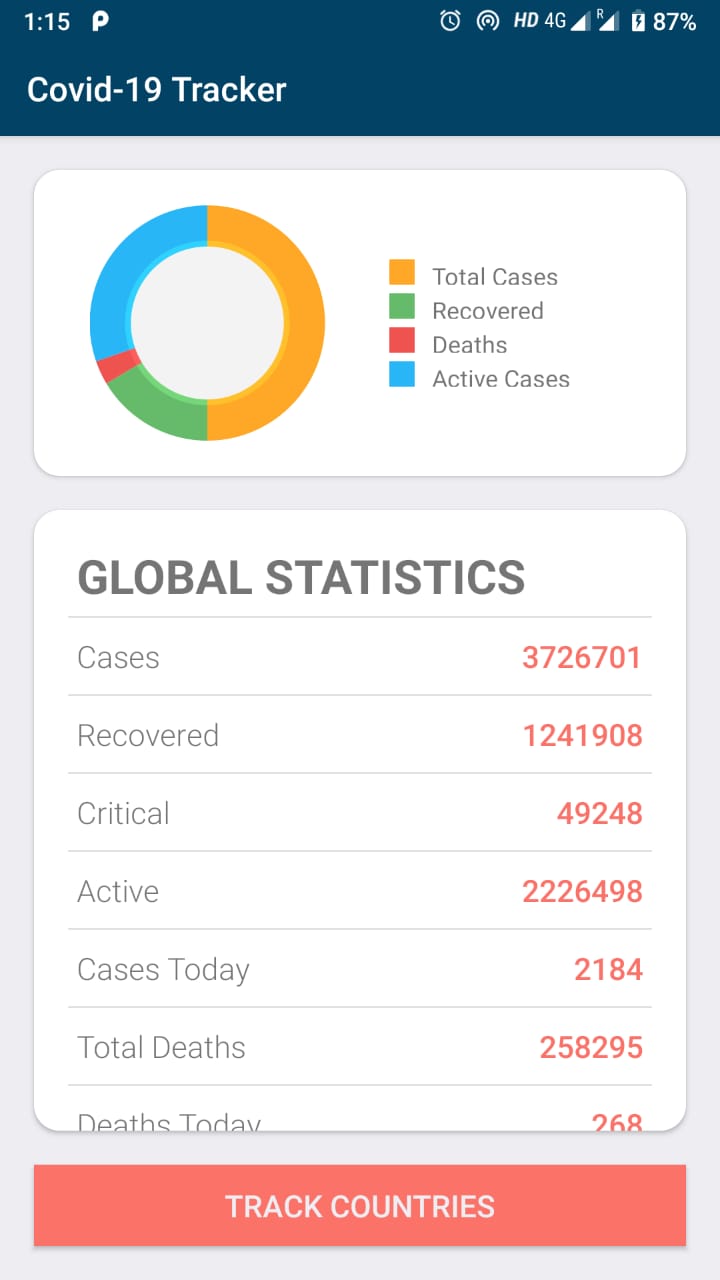 1:15 P HD 4G R 87%
Covid-19 Tracker
Total Cases
Recovered
Deaths
Active Cases
GLOBAL STATISTICS
Cases 3726701
Recovered 1241908
Critical 49248
Active 2226498
Cases Today 2184
Total Deaths 258295
Deaths Today 268
TRACK COUNTRIES